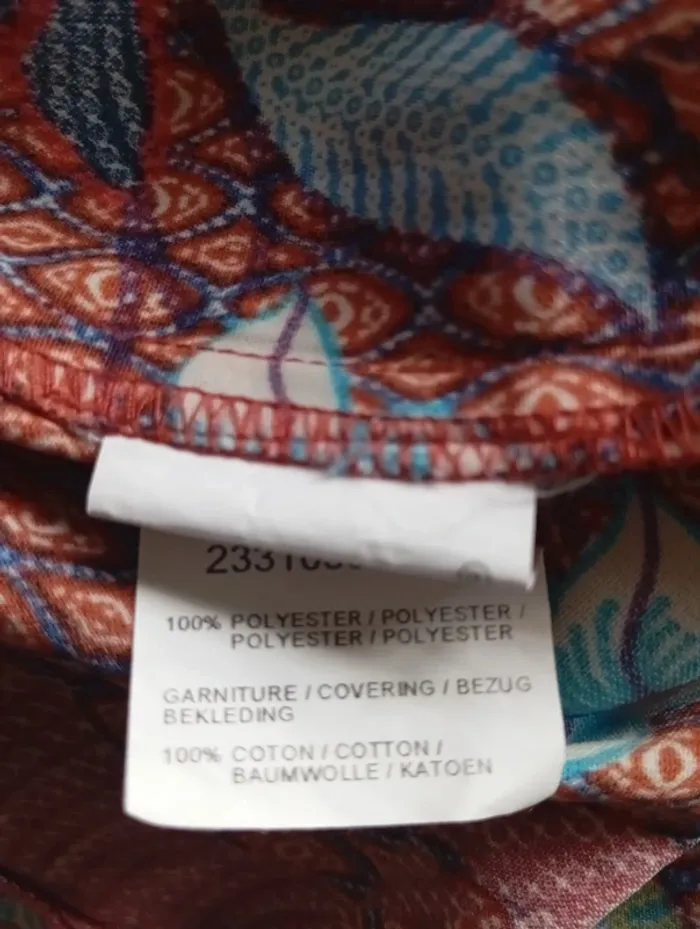 100% POLYESTER / POLYESTER /
POLYESTER / POLYESTER
GARNITURE / COVERING / BEZUG
BEKLEDING
100% COTON / COTTON /
BAUMWOLLE / KATOEN